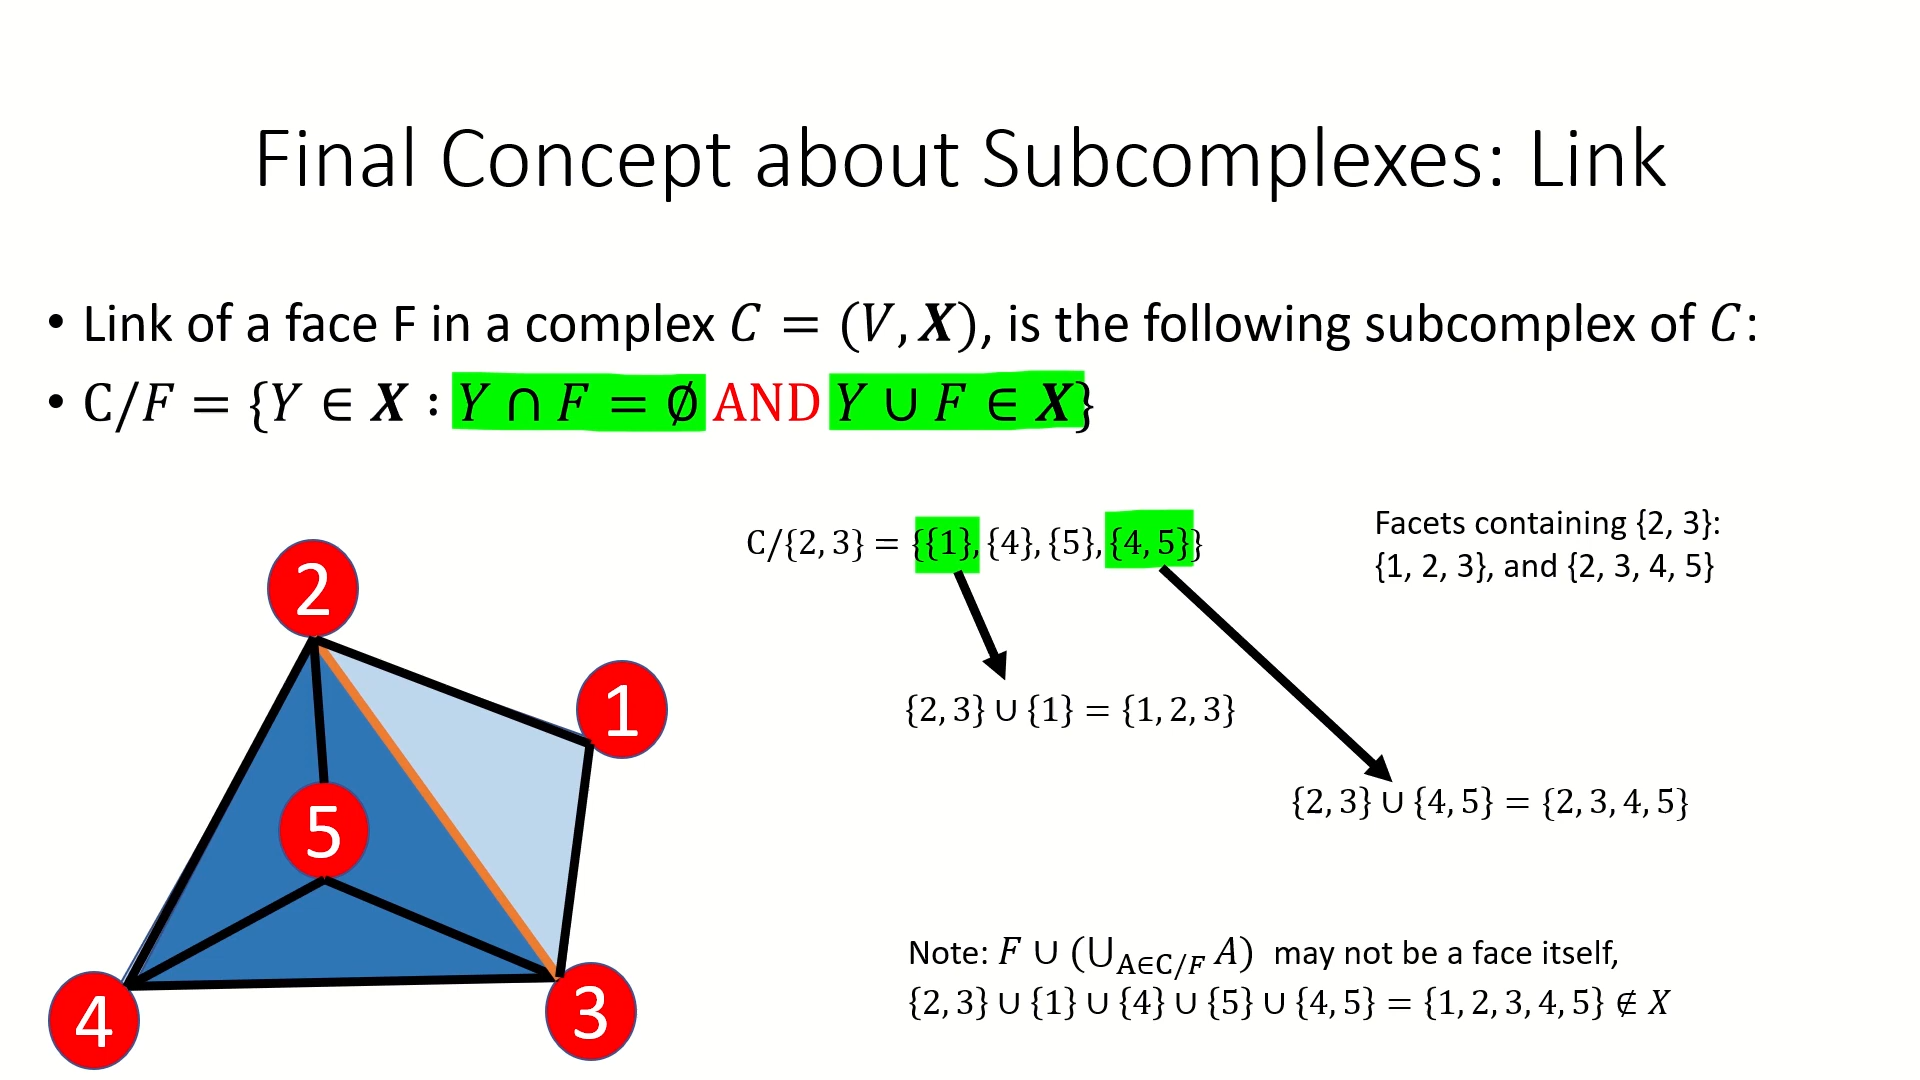 Final Concept about Subcomplexes: Link
• Link of a face F in a complex C = (V, X), is the following subcomplex of C:
• C/F = {Y ∈ X : Y ∩ F = ∅ AND Y ∪ F ∈ X}
C/{2, 3} = {{1}, {4}, {5}, {4, 5}}
Facets containing {2, 3}:
{1, 2, 3}, and {2, 3, 4, 5}
2
1
{2, 3} ∪ {1} = {1, 2, 3}
5
{2, 3} ∪ {4, 5} = {2, 3, 4, 5}
4
3
Note: F ∪ (⋃A∈C/F A) may not be a face itself,
{2, 3} ∪ {1} ∪ {4} ∪ {5} ∪ {4, 5} = {1, 2, 3, 4, 5} ∉ X